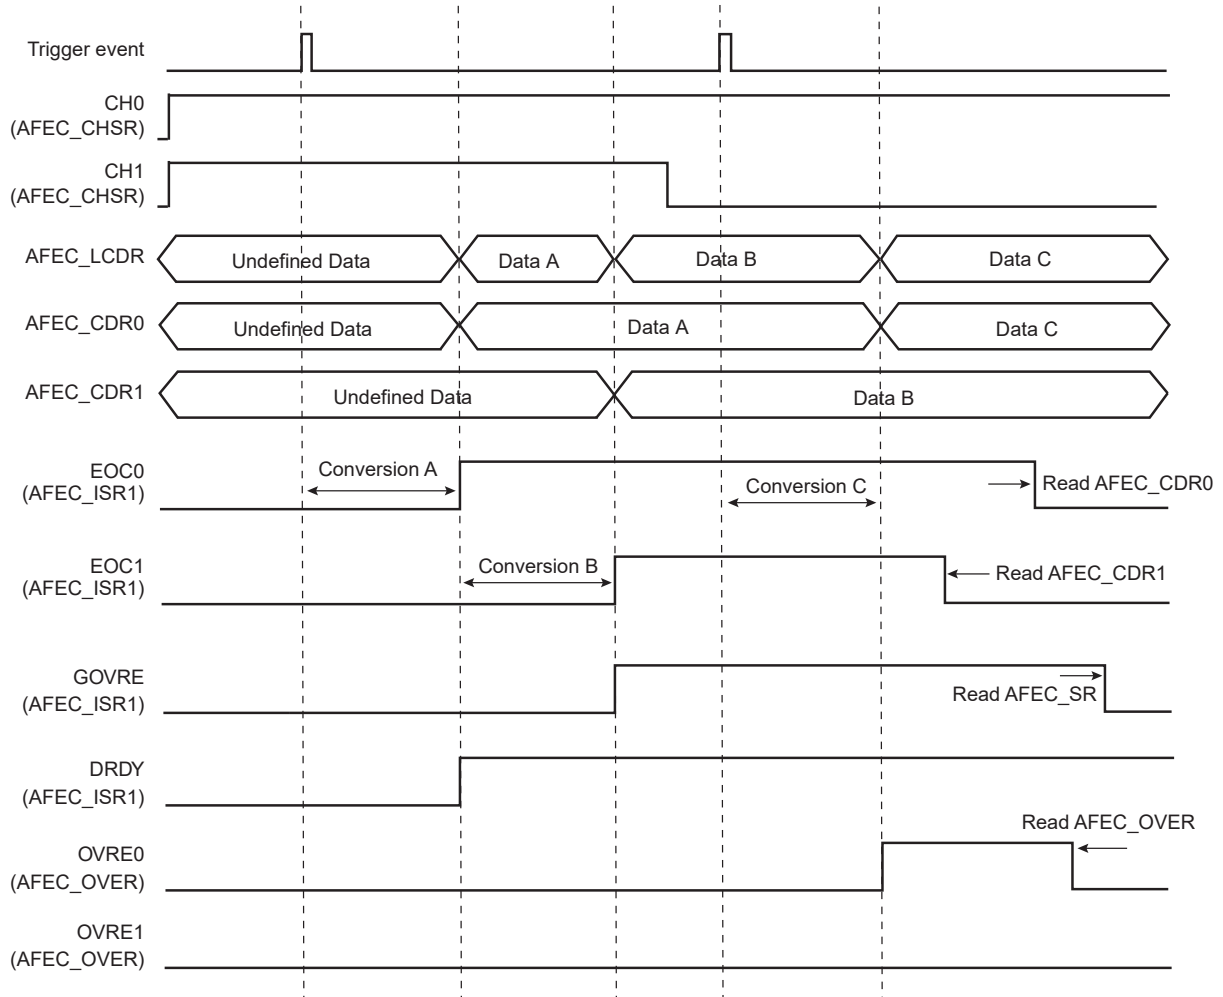 Trigger event
CH0
(AFEC_CHSR)
CH1
(AFEC_CHSR)
AFEC_LCDR
Undefined Data
Data A
Data B
Data C
AFEC_CDR0
Undefined Data
Data A
Data C
AFEC_CDR1
Undefined Data
Data B
EOC0
(AFEC_ISR1)
Conversion A
Conversion C
Read AFEC_CDR0
EOC1
(AFEC_ISR1)
Conversion B
Read AFEC_CDR1
GOVRE
(AFEC_ISR1)
Read AFEC_SR
DRDY
(AFEC_ISR1)
Read AFEC_OVER
OVRE0
(AFEC_OVER)
OVRE1
(AFEC_OVER)